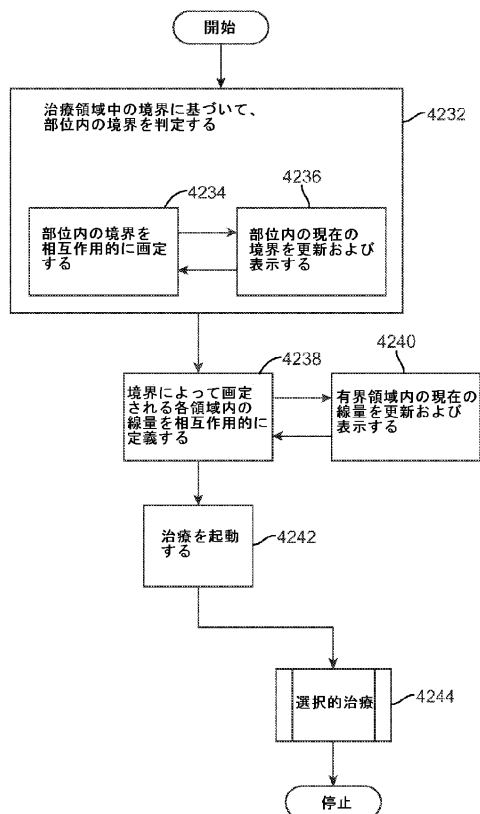 開始
治療領域中の境界に基づいて、
部位内の境界を判定する
4232
4234
4236
部位内の境界を
相互作用的に画定
する
部位内の現在の
境界を更新および
表示する
4238
4240
境界によって画定
される各領域内の
線量を相互作用的に
定義する
有界領域内の現在の
線量を更新および
表示する
治療を起動
する
4242
選択的治療
4244
停止